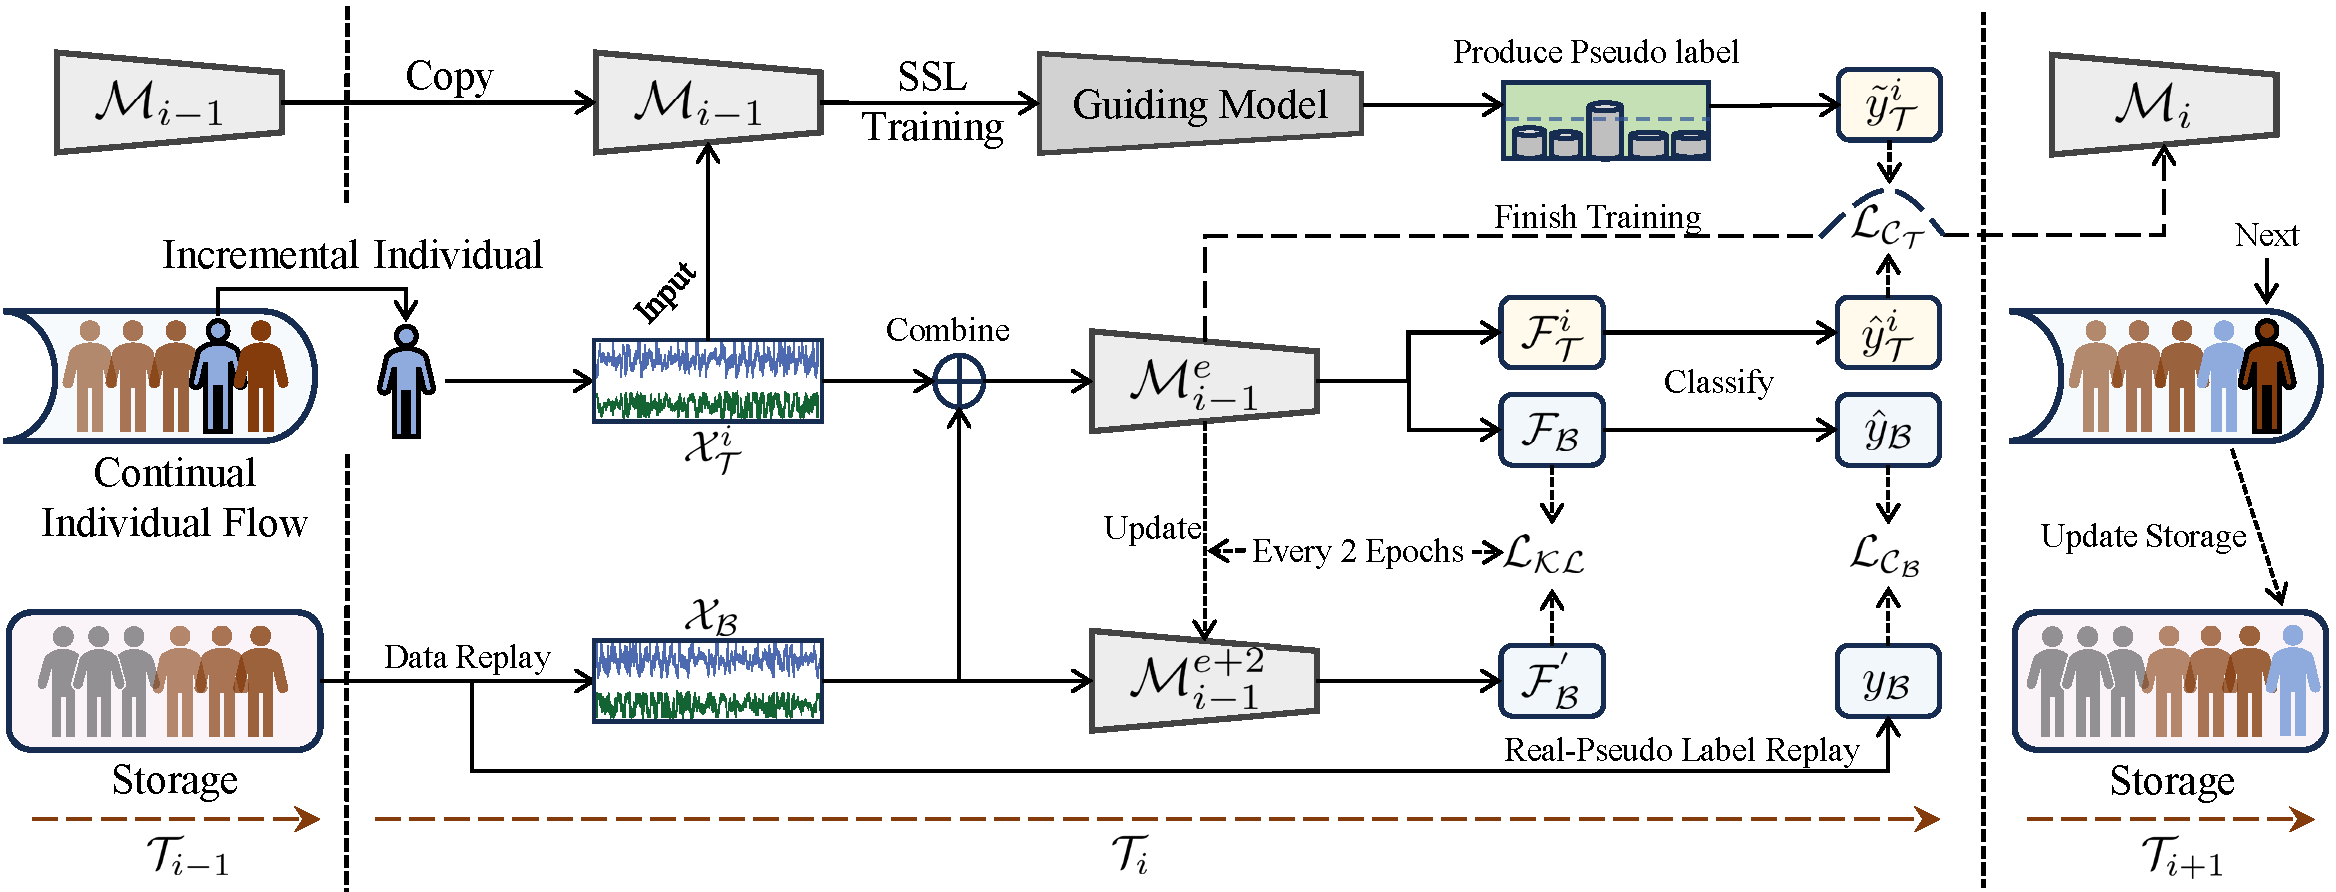 $\mathcal{M}_{i-1}$
Copy
$\mathcal{M}_{i-1}$
SSL
Training
Guiding Model
Produce Pseudo label
$\tilde{y}^{i}_{\mathcal{T}}$
$\mathcal{M}_{i}$
Incremental Individual
Input
Finish Training
$\mathcal{L}_{\mathcal{C}_{\mathcal{T}}}$
Next
Continual
Individual Flow
$\mathcal{X}^{i}_{\mathcal{T}}$
Combine
$\mathcal{M}^{e}_{i-1}$
$\mathcal{F}^{i}_{\mathcal{T}}$
$\hat{y}^{i}_{\mathcal{T}}$
Classify
$\mathcal{F}_{\mathcal{B}}$
$\hat{y}_{\mathcal{B}}$
Update
Every 2 Epochs
$\mathcal{L}_{\mathcal{KL}}$
$\mathcal{L}_{\mathcal{C}_{\mathcal{B}}}$
Update Storage
Storage
Data Replay
$\mathcal{X}_{\mathcal{B}}$
$\mathcal{M}^{e+2}_{i-1}$
$\mathcal{F}^{'}_{\mathcal{B}}$
$y_{\mathcal{B}}$
Real-Pseudo Label Replay
Storage
$\mathcal{T}_{i-1}$
$\mathcal{T}_{i}$
$\mathcal{T}_{i+1}$